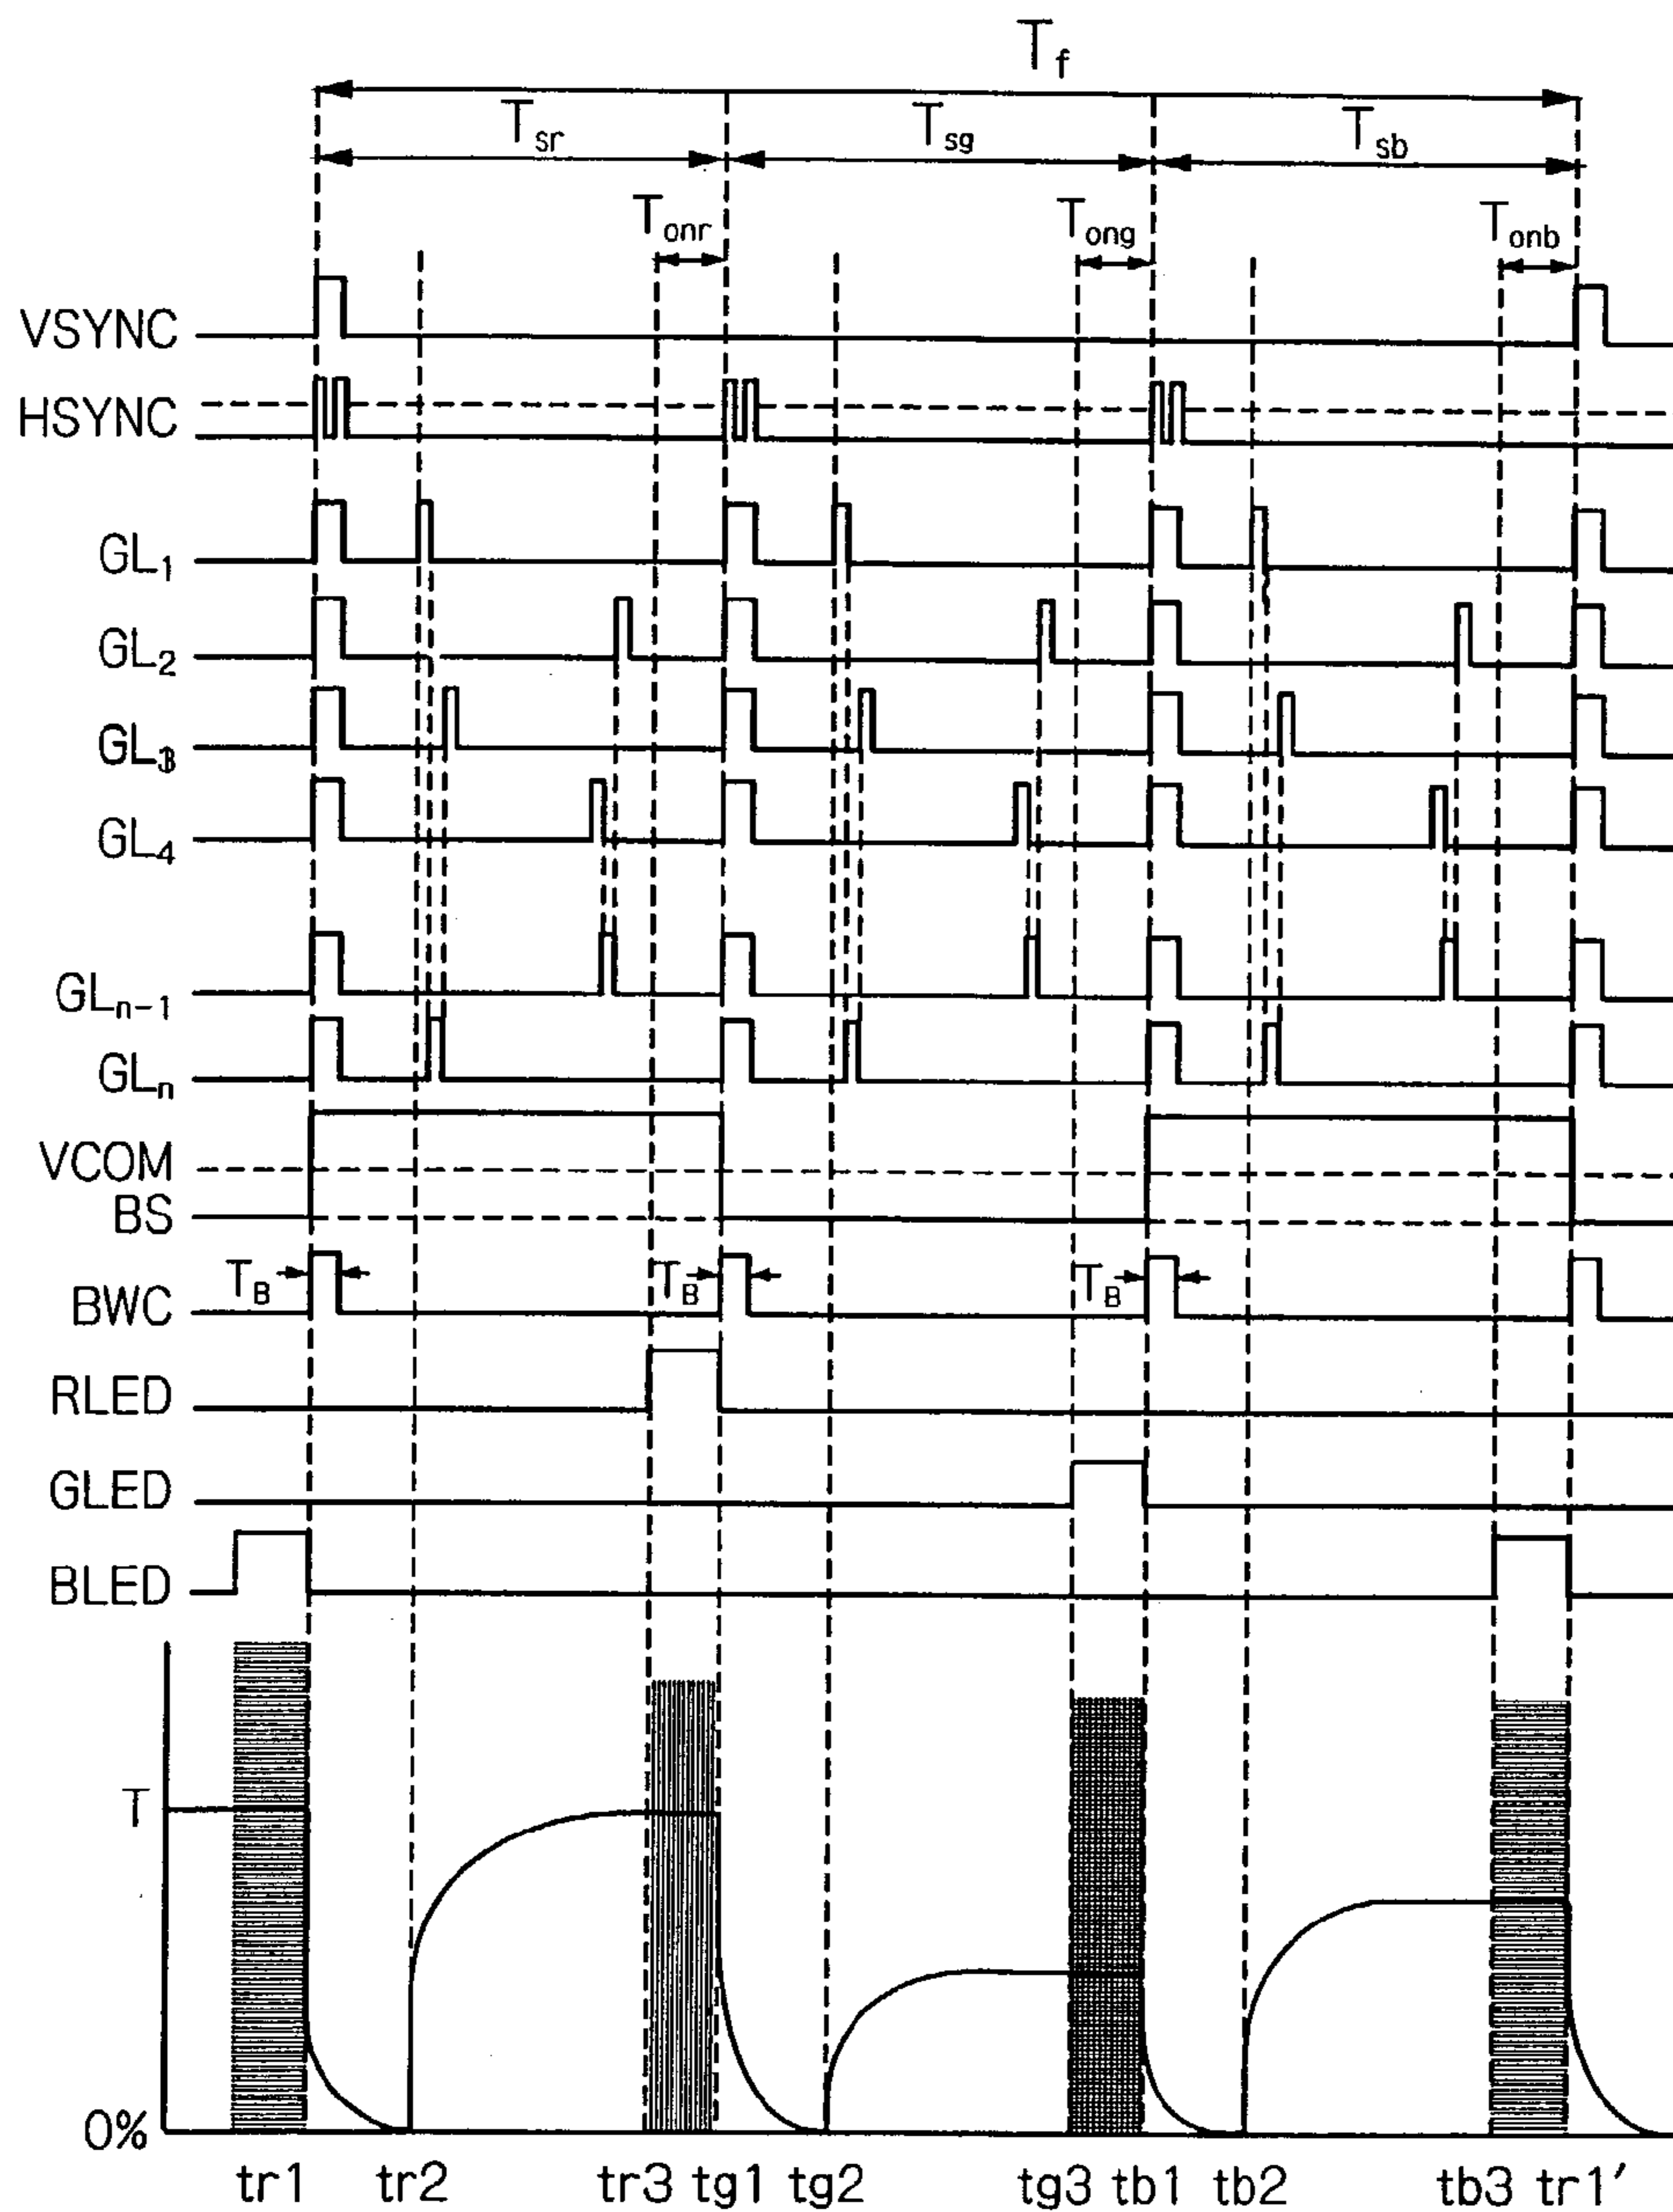 Tf
Tsr Tsg Tsb
Tonr Tong Tonb
VSYNC
HSYNC
GL1
GL2
GL3
GL4
GLn-1
GLn
VCOM
BS
TB TB TB
BWC
RLED
GLED
BLED
T
0%
tr1 tr2 tr3 tg1 tg2 tg3 tb1 tb2 tb3 tr1′